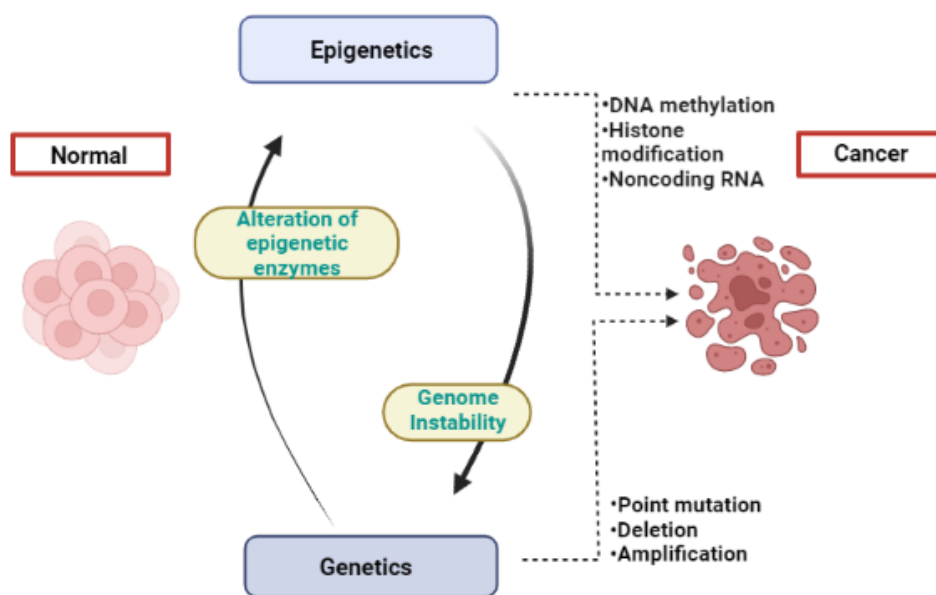 Epigenetics
Normal
•DNA methylation
•Histone
modification
•Noncoding RNA
Cancer
Alteration of
epigenetic
enzymes
Genome
Instability
•Point mutation
•Deletion
•Amplification
Genetics